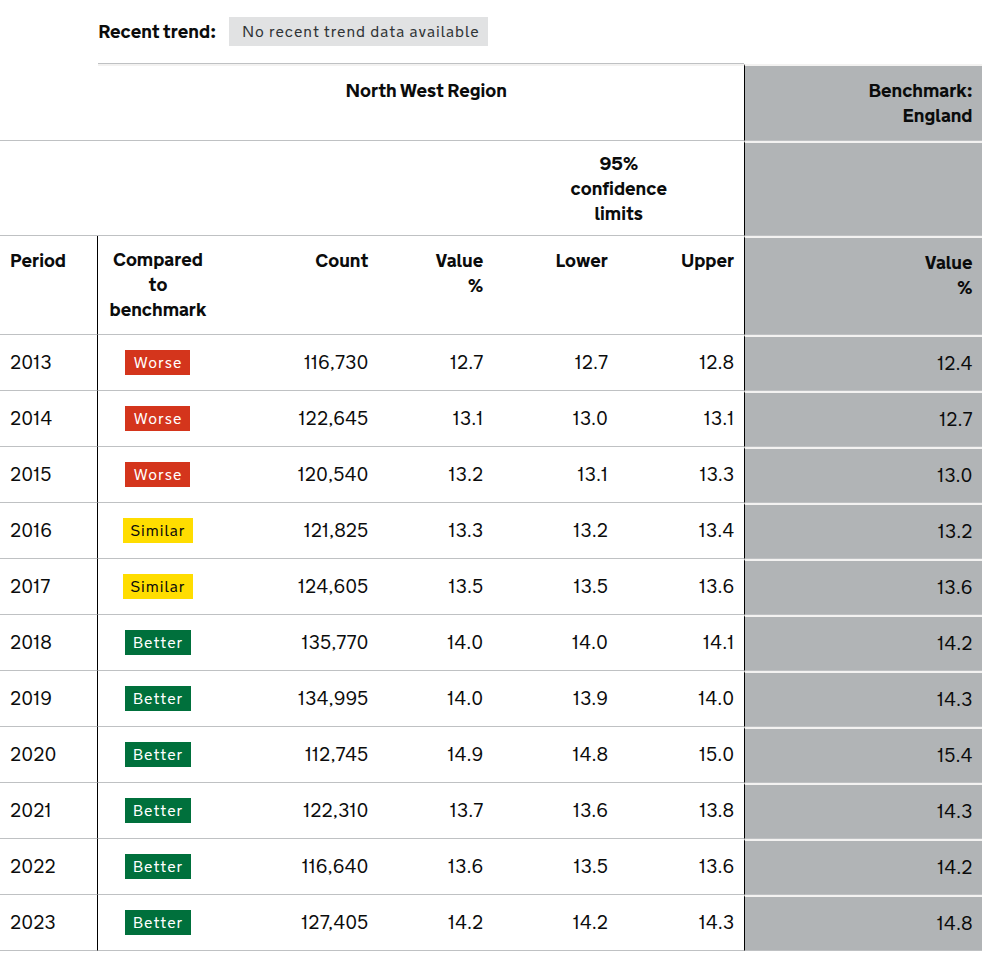 Recent trend: No recent trend data available
North West Region Benchmark:
England
95%
confidence
limits
Period Compared Count Value Lower Upper Value
to % %
benchmark
2013 Worse 116,730 12.7 12.7 12.8 12.4
2014 Worse 122,645 13.1 13.0 13.1 12.7
2015 Worse 120,540 13.2 13.1 13.3 13.0
2016 Similar 121,825 13.3 13.2 13.4 13.2
2017 Similar 124,605 13.5 13.5 13.6 13.6
2018 Better 135,770 14.0 14.0 14.1 14.2
2019 Better 134,995 14.0 13.9 14.0 14.3
2020 Better 112,745 14.9 14.8 15.0 15.4
2021 Better 122,310 13.7 13.6 13.8 14.3
2022 Better 116,640 13.6 13.5 13.6 14.2
2023 Better 127,405 14.2 14.2 14.3 14.8